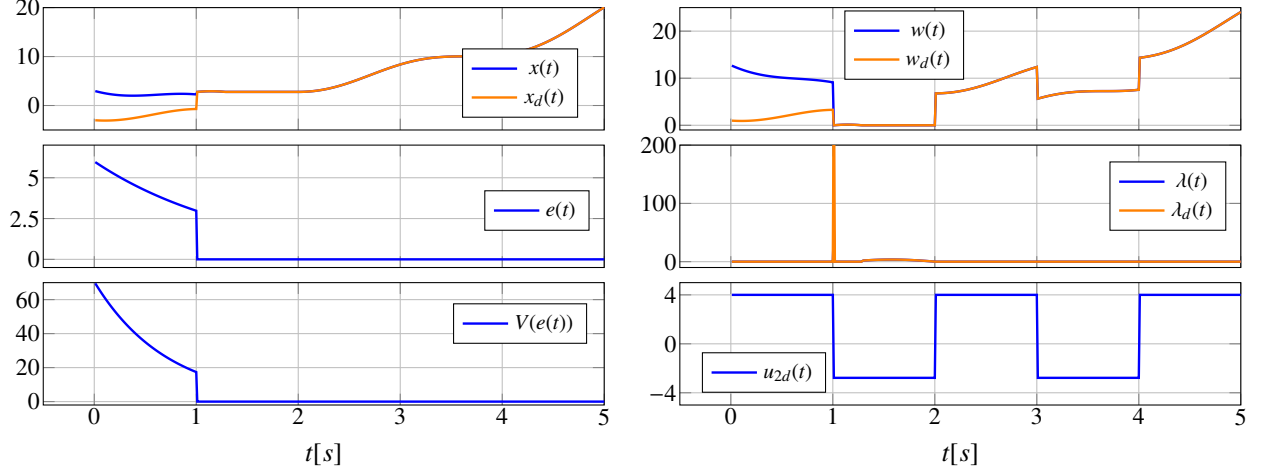 20
10
0
x(t)
x_d(t)
5
2.5
0
e(t)
60
40
20
0
V(e(t))
0 1 2 3 4 5
t[s]
20
10
0
w(t)
w_d(t)
200
100
0
λ(t)
λ_d(t)
4
0
−4
u_{2d}(t)
0 1 2 3 4 5
t[s]